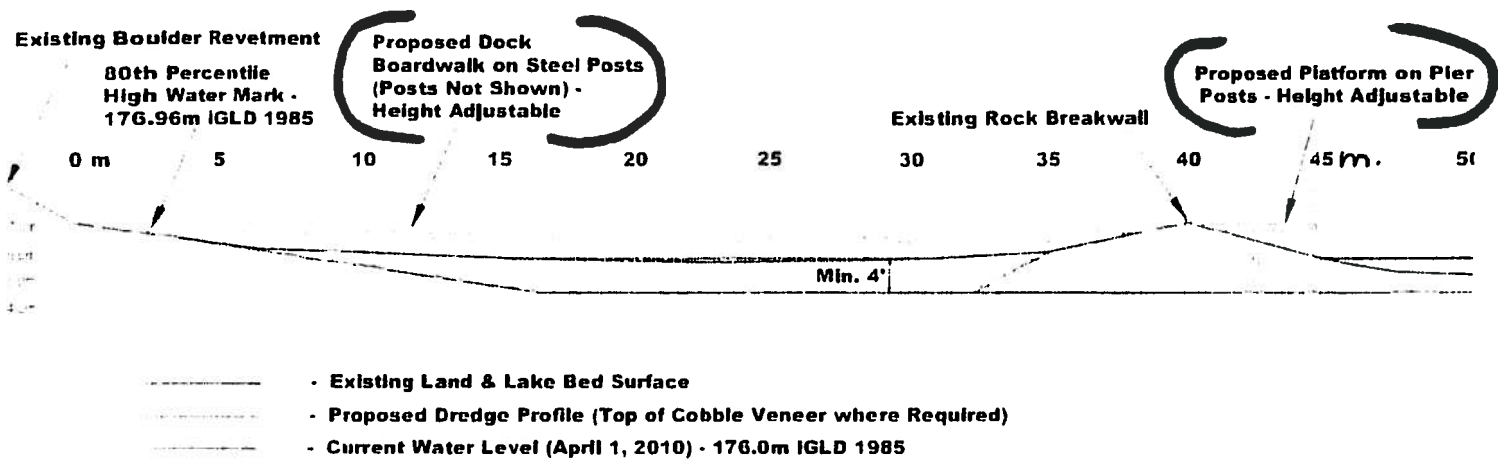 Existing Boulder Revetment
80th Percentile
High Water Mark -
176.96m IGLD 1985
Proposed Dock
Boardwalk on Steel Posts
(Posts Not Shown) -
Height Adjustable
Existing Rock Breakwall
Proposed Platform on Pier
Posts - Height Adjustable
0 m 5 10 15 20 25 30 35 40 45 m.
Min. 4'
- Existing Land & Lake Bed Surface
- Proposed Dredge Profile (Top of Cobble Veneer where Required)
- Current Water Level (April 1, 2010) - 176.0m IGLD 1985